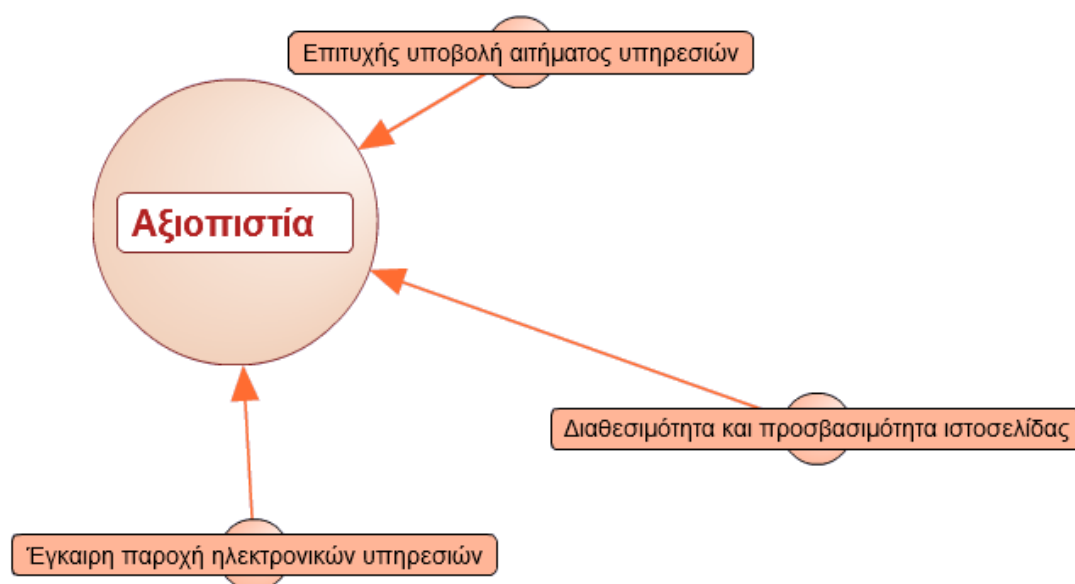 Επιτυχής υποβολή αιτήματος υπηρεσιών
Αξιοπιστία
Διαθεσιμότητα και προσβασιμότητα ιστοσελίδας
Έγκαιρη παροχή ηλεκτρονικών υπηρεσιών